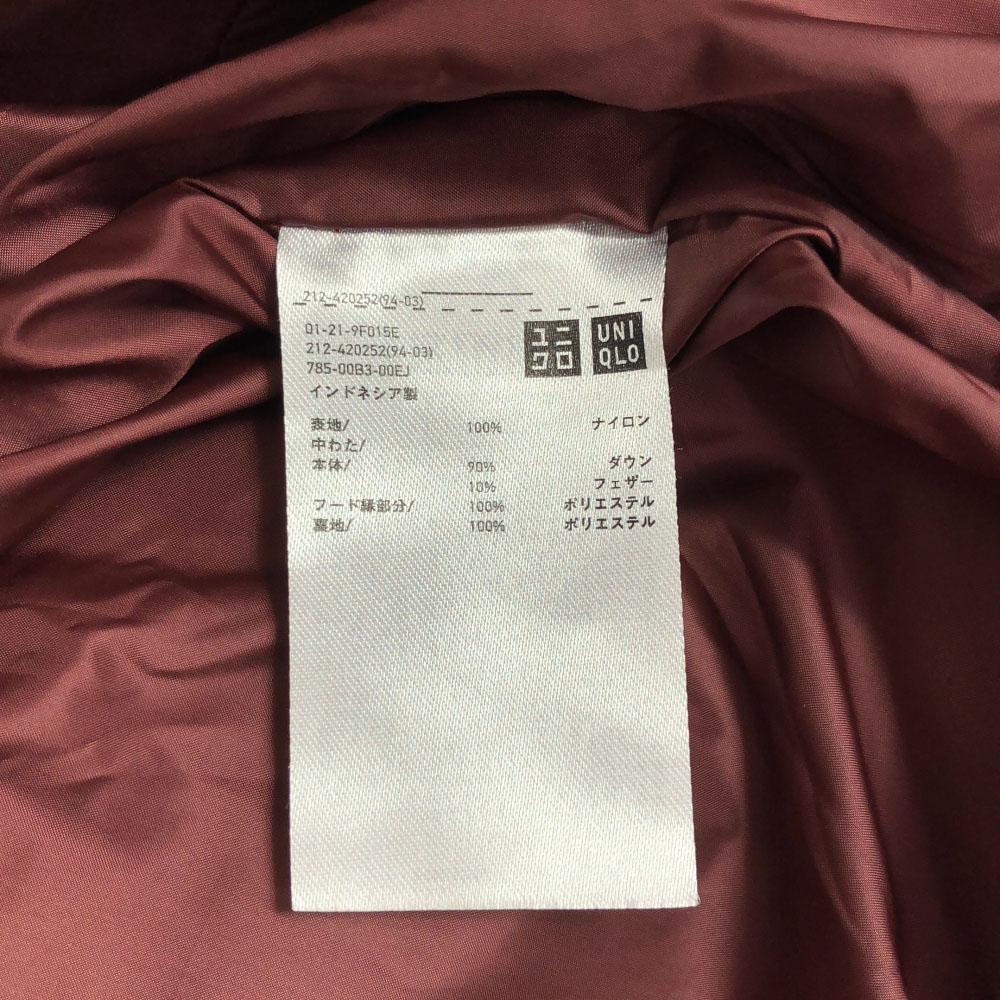 212-420252(94-03)
01-21-9F015E
212-420252(94-03)
785-00B3-00EJ
インドネシア製
ユニ
クロ
UNI
QLO
表地/ 100% ナイロン
中わた/
本体/ 90% ダウン
10% フェザー
フード縁部分/ 100% ポリエステル
裏地/ 100% ポリエステル